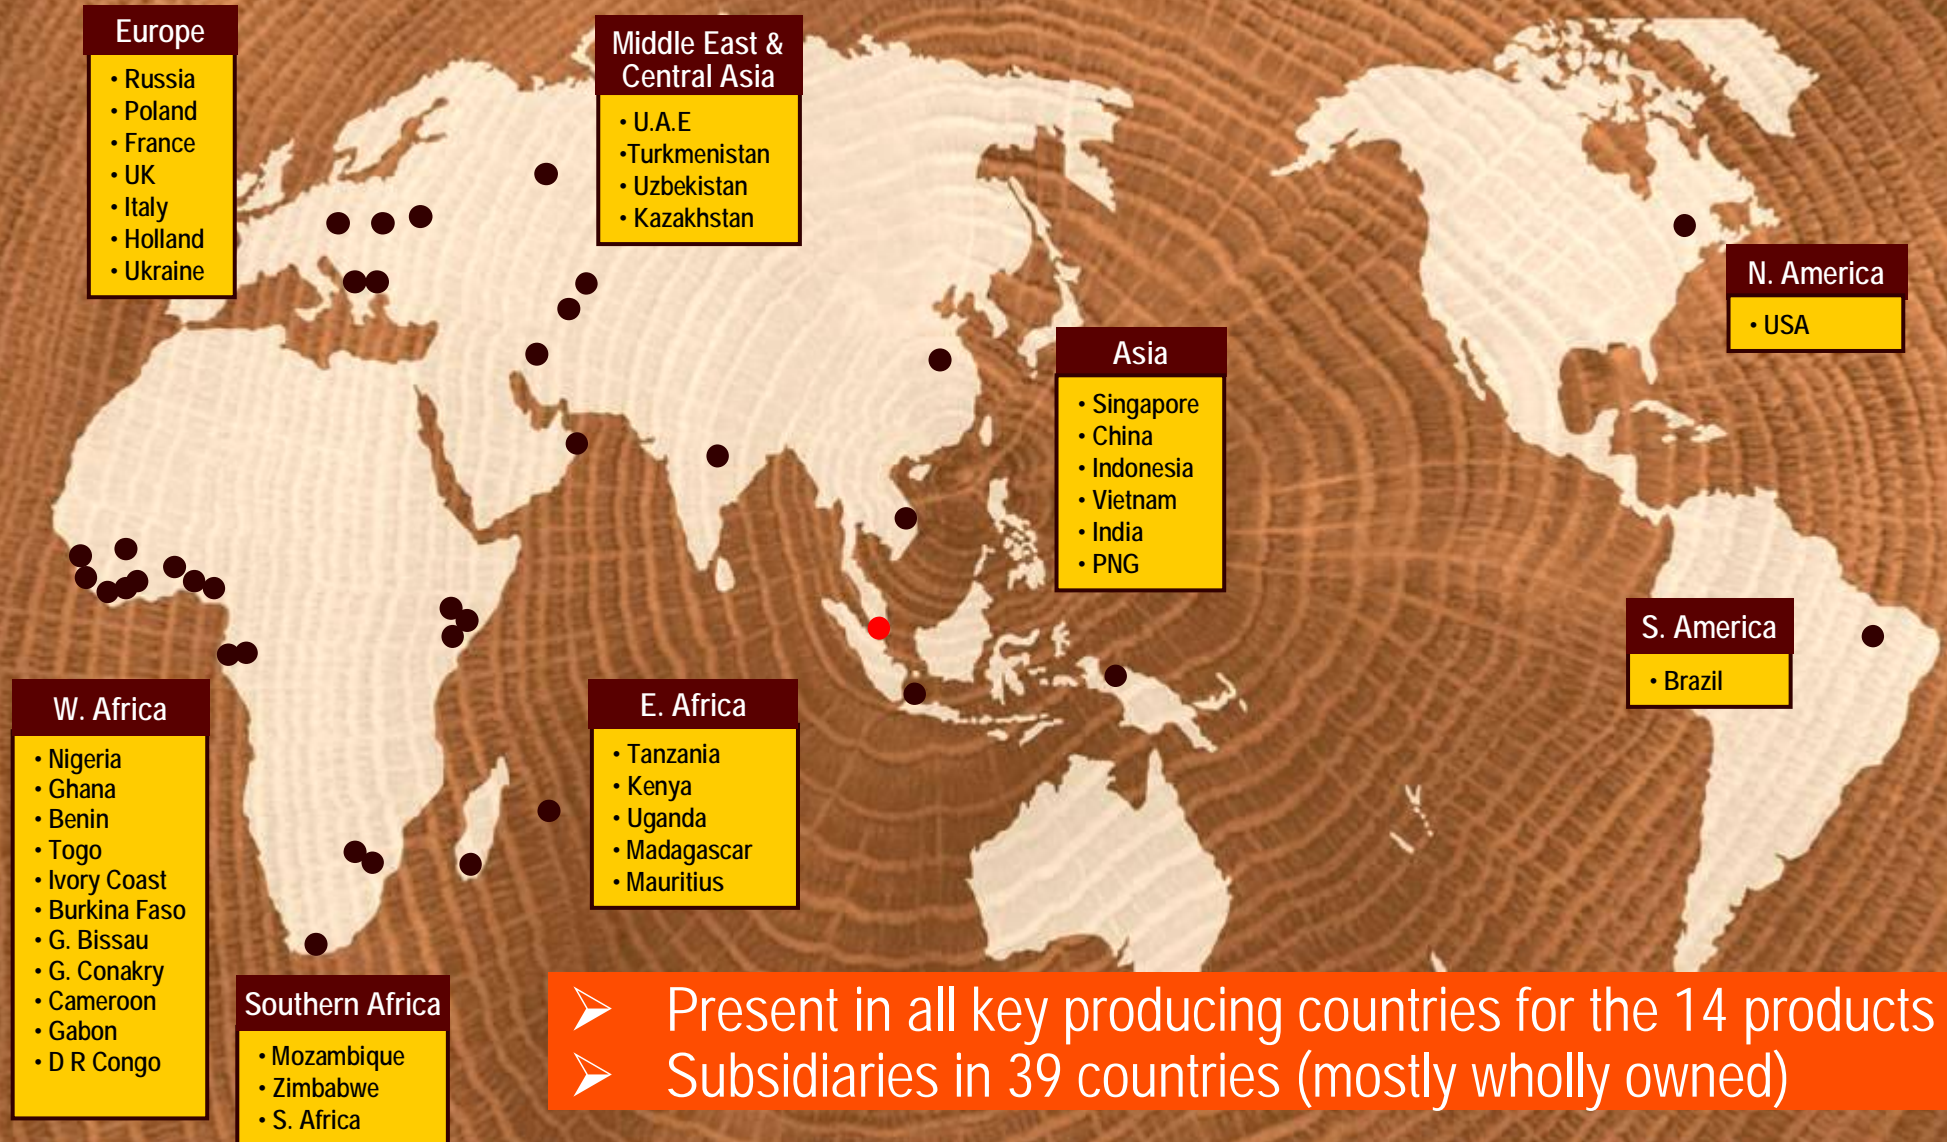 Europe
• Russia
• Poland
• France
• UK
• Italy
• Holland
• Ukraine
Middle East &
Central Asia
• U.A.E
•Turkmenistan
• Uzbekistan
• Kazakhstan
N. America
• USA
Asia
• Singapore
• China
• Indonesia
• Vietnam
• India
• PNG
S. America
• Brazil
W. Africa
• Nigeria
• Ghana
• Benin
• Togo
• Ivory Coast
• Burkina Faso
• G. Bissau
• G. Conakry
• Cameroon
• Gabon
• D R Congo
E. Africa
• Tanzania
• Kenya
• Uganda
• Madagascar
• Mauritius
Southern Africa
• Mozambique
• Zimbabwe
• S. Africa
➢ Present in all key producing countries for the 14 products
➢ Subsidiaries in 39 countries (mostly wholly owned)